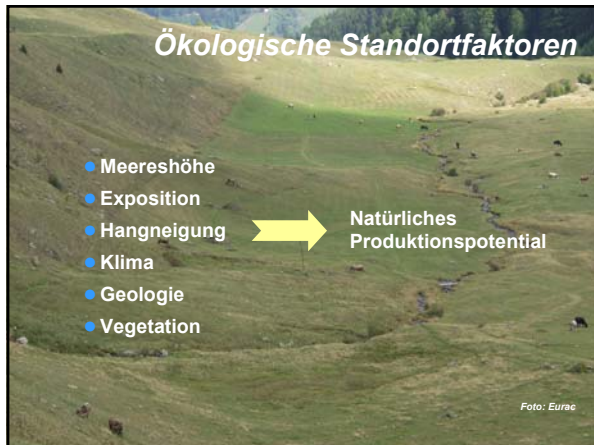 Ökologische Standortfaktoren
Meereshöhe
Exposition
Hangneigung
Klima
Geologie
Vegetation
Natürliches
Produktionspotential
Foto: Eurac